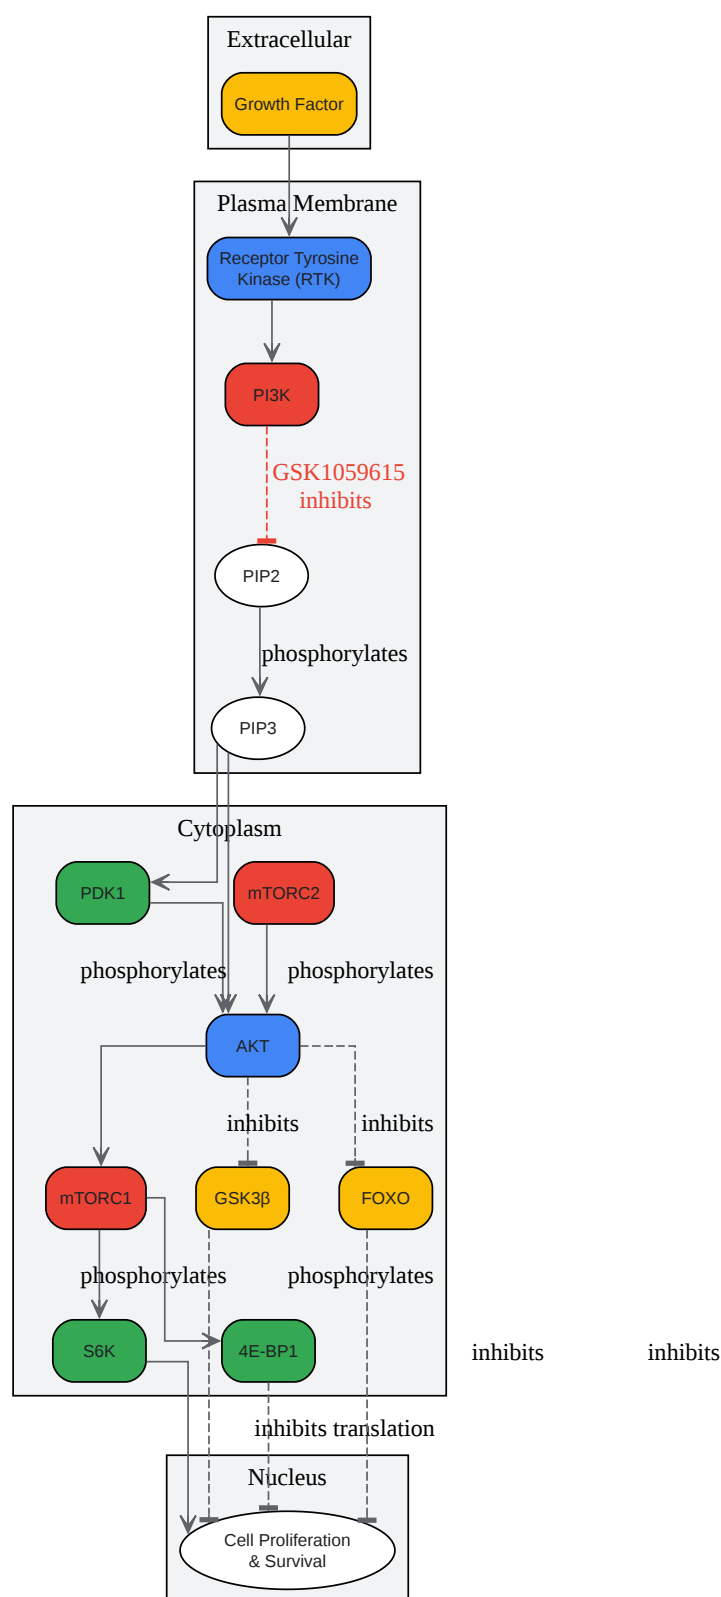 Extracellular
Growth Factor
Plasma Membrane
Receptor Tyrosine
Kinase (RTK)
PI3K
GSK1059615
inhibits
PIP2
phosphorylates
PIP3
Cytoplasm
PDK1
mTORC2
phosphorylates
phosphorylates
AKT
inhibits
inhibits
mTORC1
GSK3β
FOXO
phosphorylates
phosphorylates
S6K
4E-BP1
inhibits
inhibits
inhibits translation
Nucleus
Cell Proliferation
& Survival